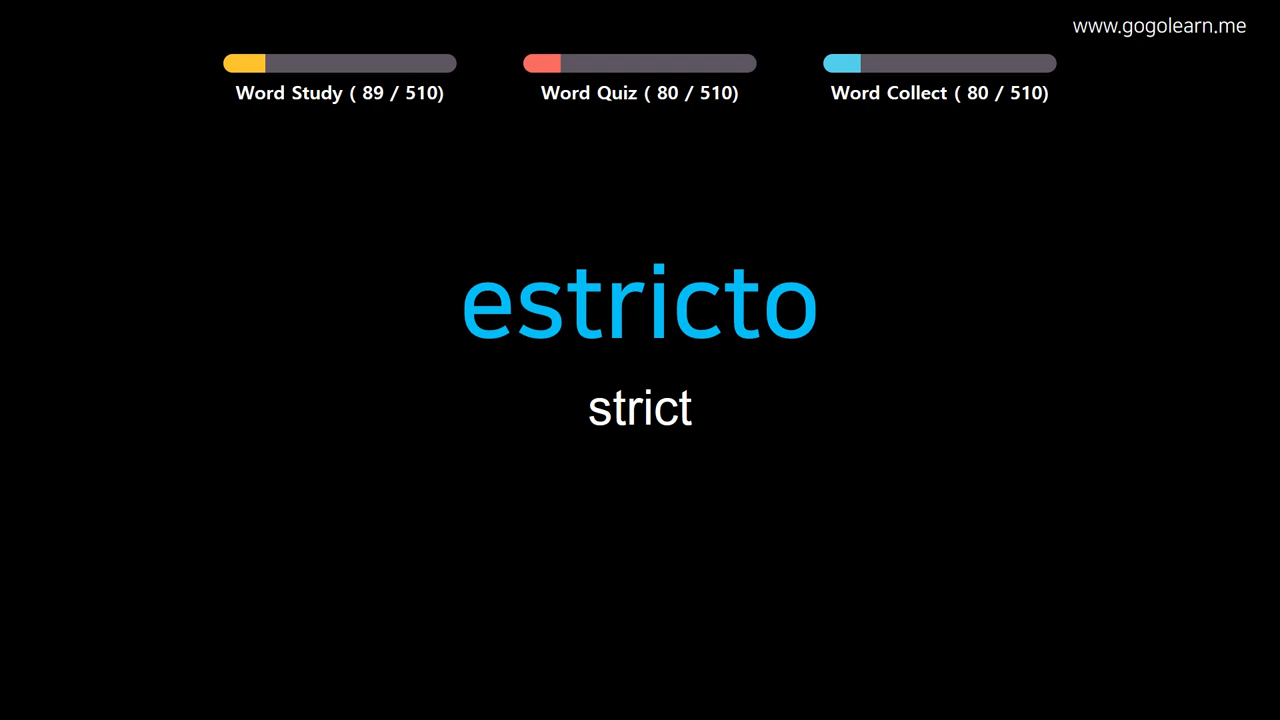 www.gogolearn.me
Word Study ( 89 / 510)
Word Quiz ( 80 / 510)
Word Collect ( 80 / 510)
estricto
strict